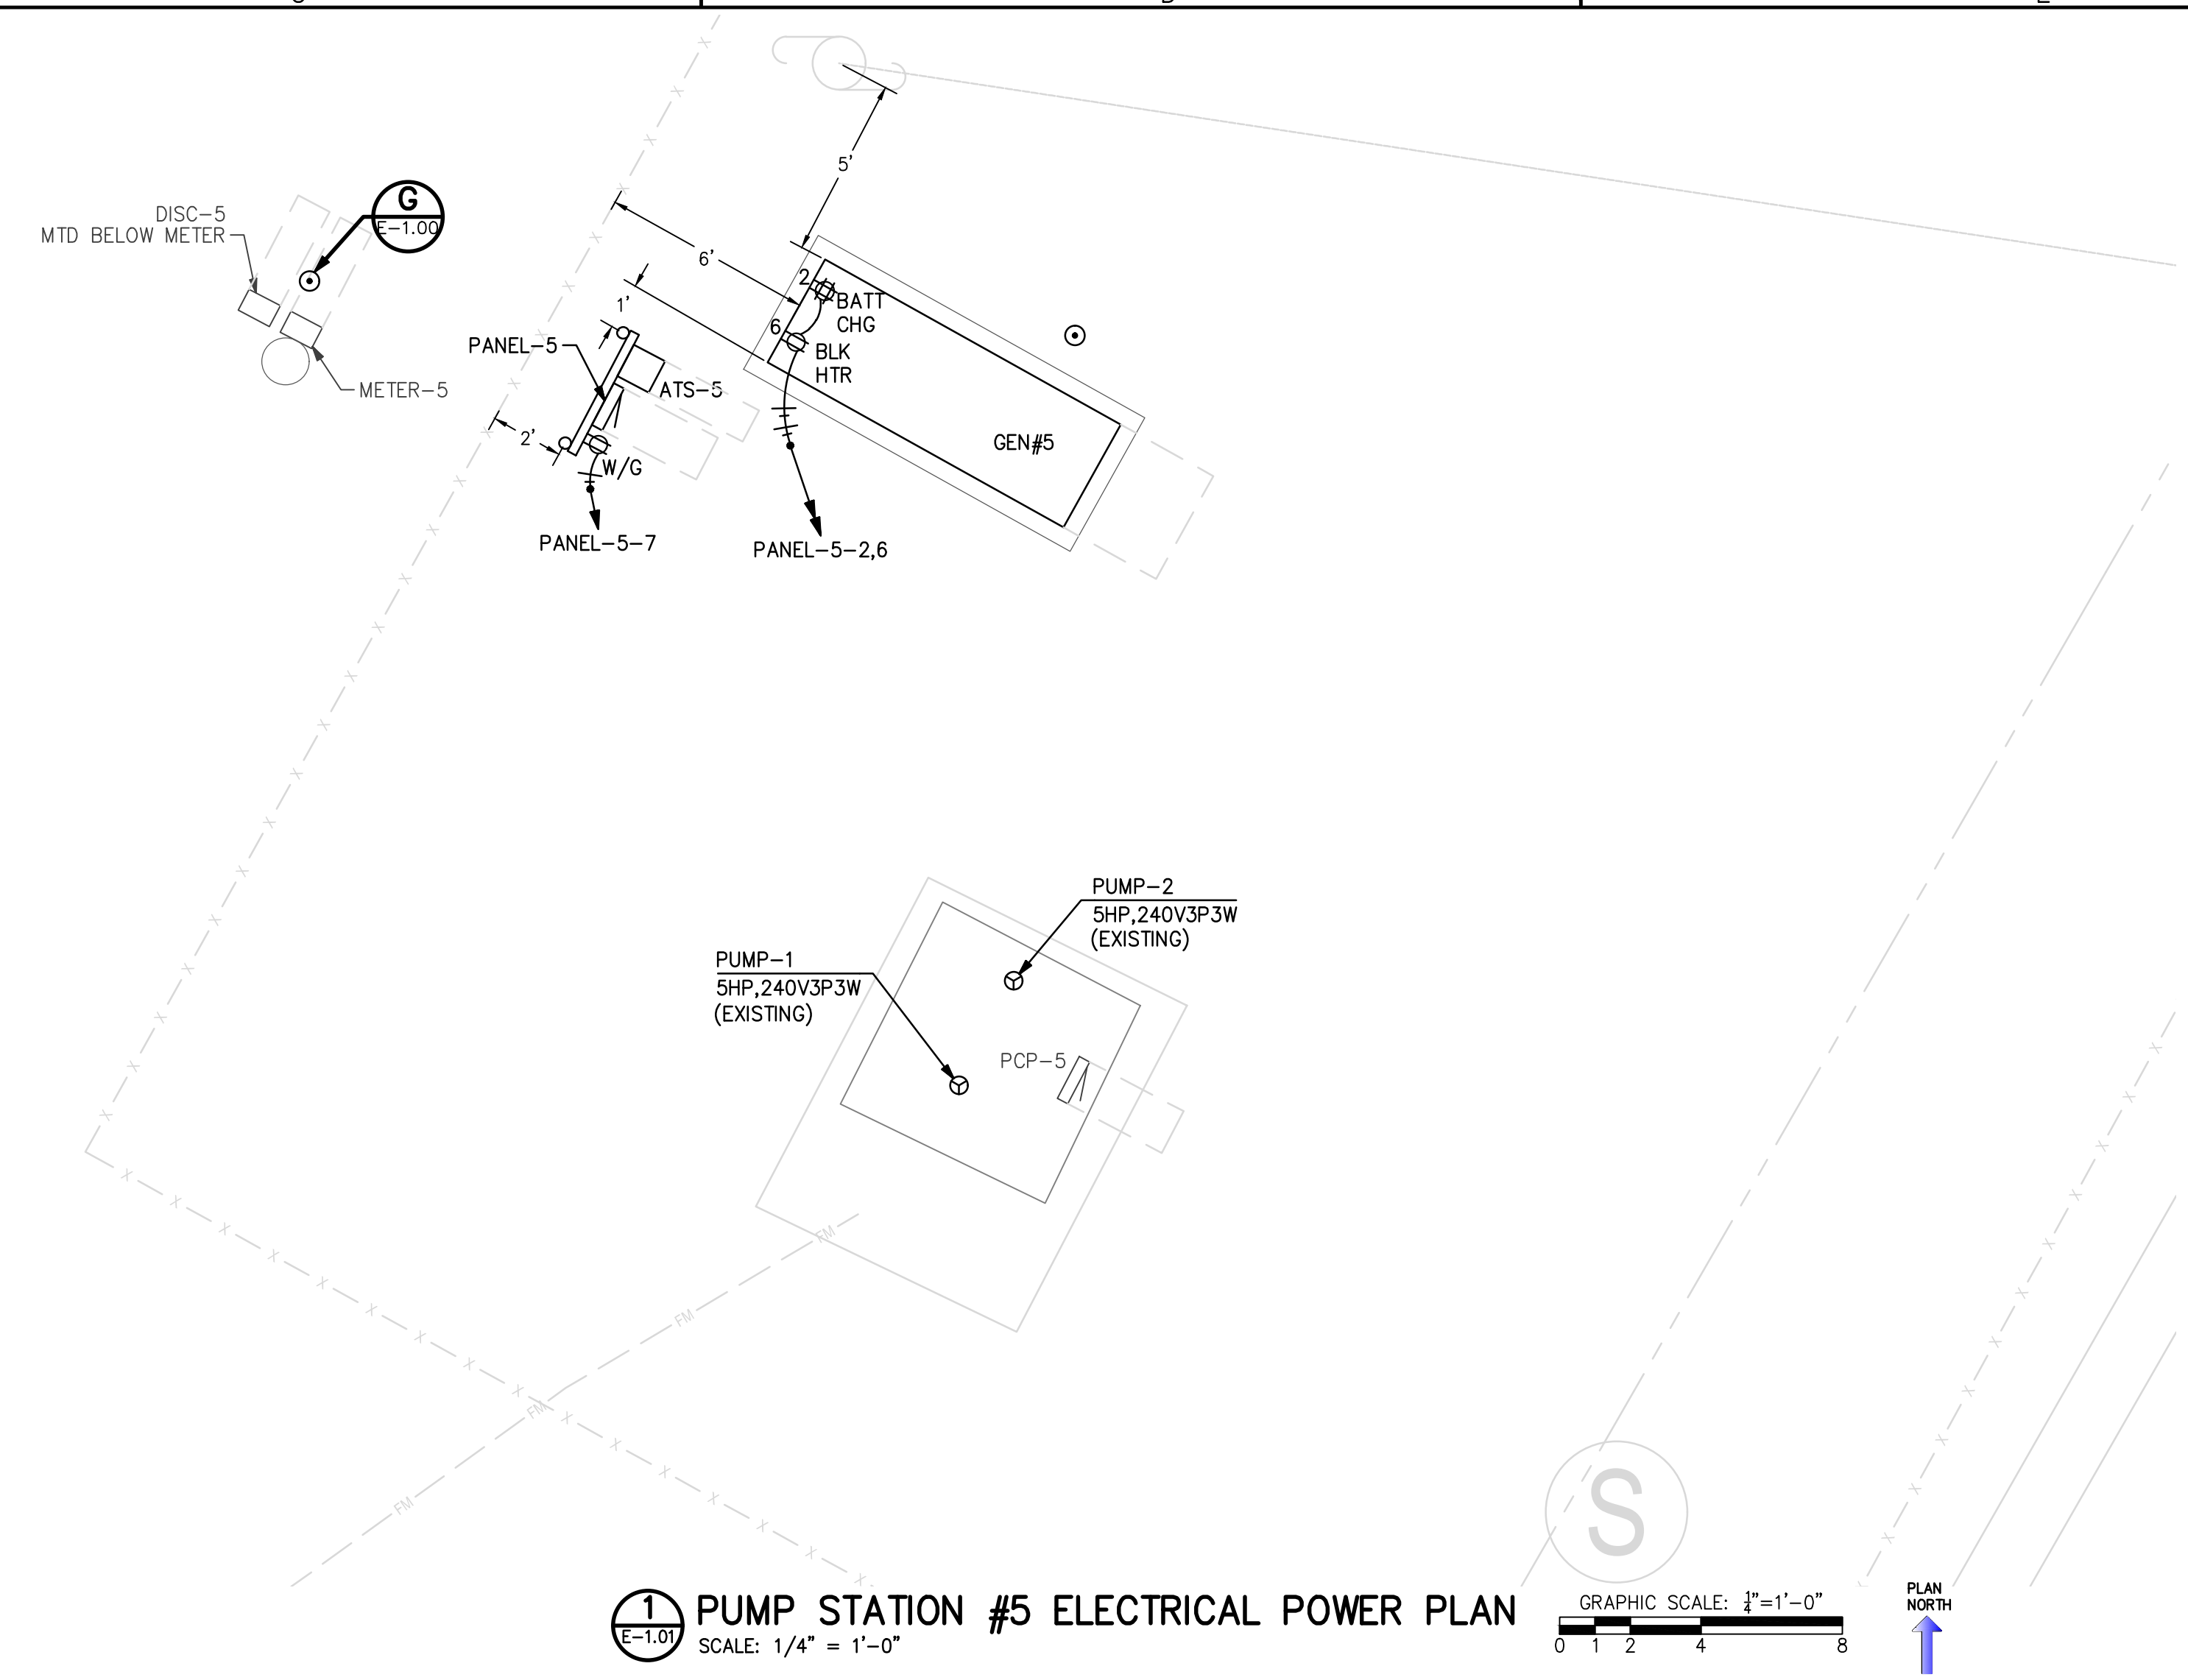 5'
G
E-1.00
DISC-5
MTD BELOW METER
6'
2
BATT
CHG
1'
6
BLK
HTR
PANEL-5
METER-5
ATS-5
2'
GEN#5
W/G
PANEL-5-7
PANEL-5-2,6
PUMP-2
5HP,240V3P3W
(EXISTING)
PUMP-1
5HP,240V3P3W
(EXISTING)
PCP-5
FM
FM
FM
FM
S
1
E-1.01
PUMP STATION #5 ELECTRICAL POWER PLAN
SCALE: 1/4" = 1'-0"
GRAPHIC SCALE: 1/4"=1'-0"
0 1 2 4 8
PLAN
NORTH